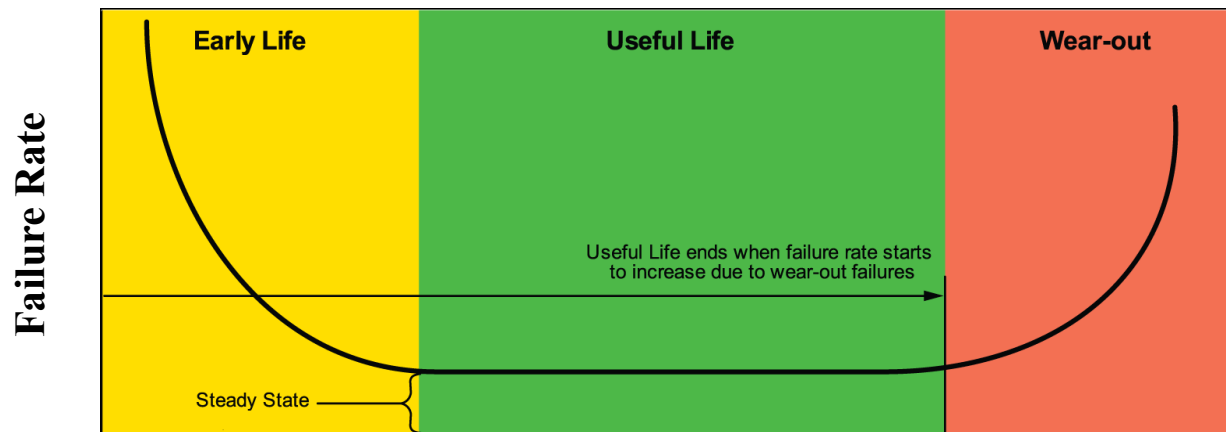 Early Life
Useful Life
Wear-out
Failure Rate
Useful Life ends when failure rate starts
to increase due to wear-out failures
Steady State